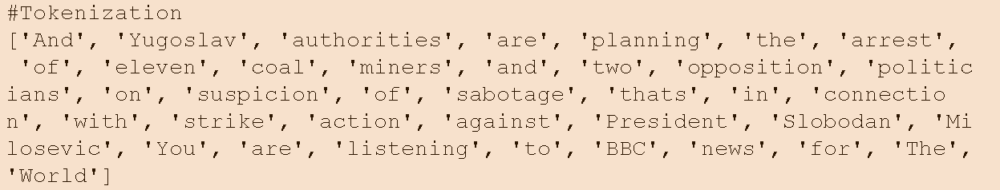 #Tokenization
['And', 'Yugoslav', 'authorities', 'are', 'planning', 'the', 'arrest',
'of', 'eleven', 'coal', 'miners', 'and', 'two', 'opposition', 'politic
ians', 'on', 'suspicion', 'of', 'sabotage', 'thats', 'in', 'connectio
n', 'with', 'strike', 'action', 'against', 'President', 'Slobodan', 'Mi
losevic', 'You', 'are', 'listening', 'to', 'BBC', 'news', 'for', 'The',
'World']